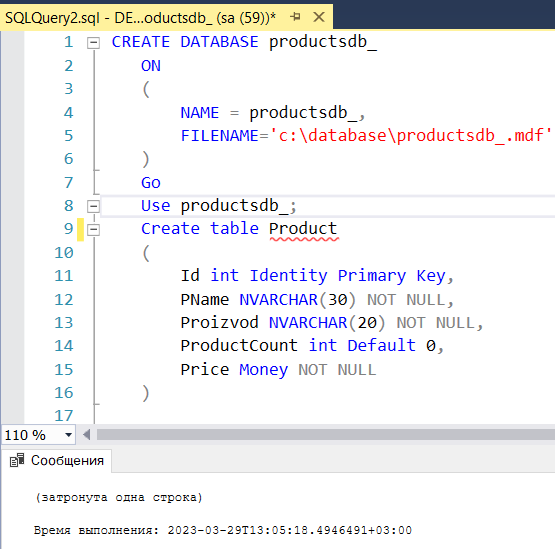 SQLQuery2.sql - DE...oductsdb_ (sa (59))*
1 CREATE DATABASE productsdb_
2 ON
3 (
4 NAME = productsdb_,
5 FILENAME='c:\database\productsdb_.mdf'
6 )
7 Go
8 Use productsdb_;
9 Create table Product
10 (
11 Id int Identity Primary Key,
12 PName NVARCHAR(30) NOT NULL,
13 Proizvod NVARCHAR(20) NOT NULL,
14 ProductCount int Default 0,
15 Price Money NOT NULL
16 )
17
110 %
Сообщения
(затронута одна строка)
Время выполнения: 2023-03-29T13:05:18.4946491+03:00